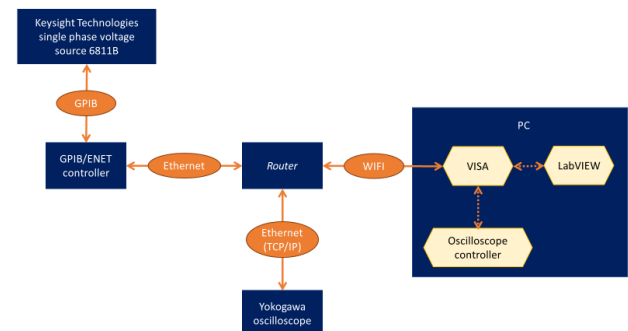 Keysight Technologies
single phase voltage
source 6811B
GPIB
PC
GPIB/ENET
controller
Ethernet
Router
WIFI
VISA
LabVIEW
Ethernet
(TCP/IP)
Oscilloscope
controller
Yokogawa
oscilloscope